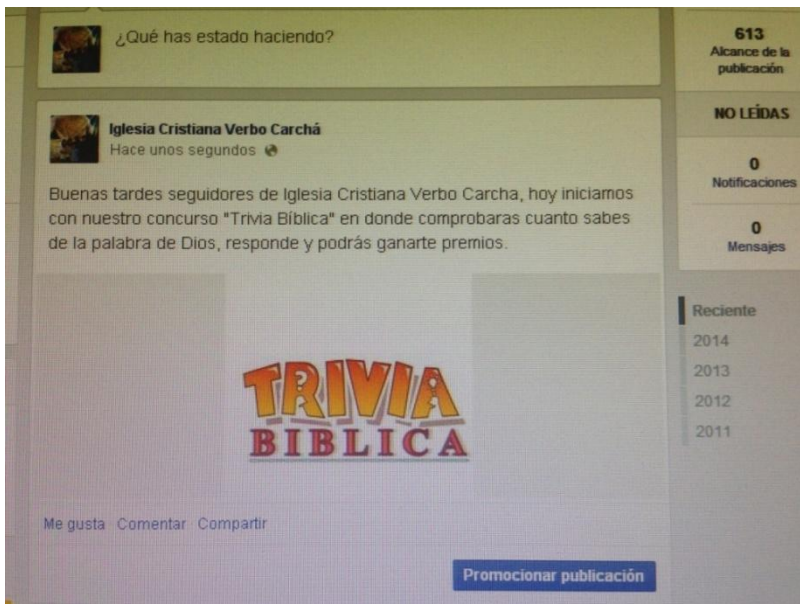 ¿Qué has estado haciendo?
Iglesia Cristiana Verbo Carchá
Hace unos segundos
Buenas tardes seguidores de Iglesia Cristiana Verbo Carcha, hoy iniciamos
con nuestro concurso "Trivia Bíblica" en donde comprobaras cuanto sabes
de la palabra de Dios, responde y podrás ganarte premios.
TRIVIA
BIBLICA
Me gusta Comentar Compartir
Promocionar publicación
613
Alcance de la
publicación
NO LEÍDAS
0
Notificaciones
0
Mensajes
Reciente
2014
2013
2012
2011